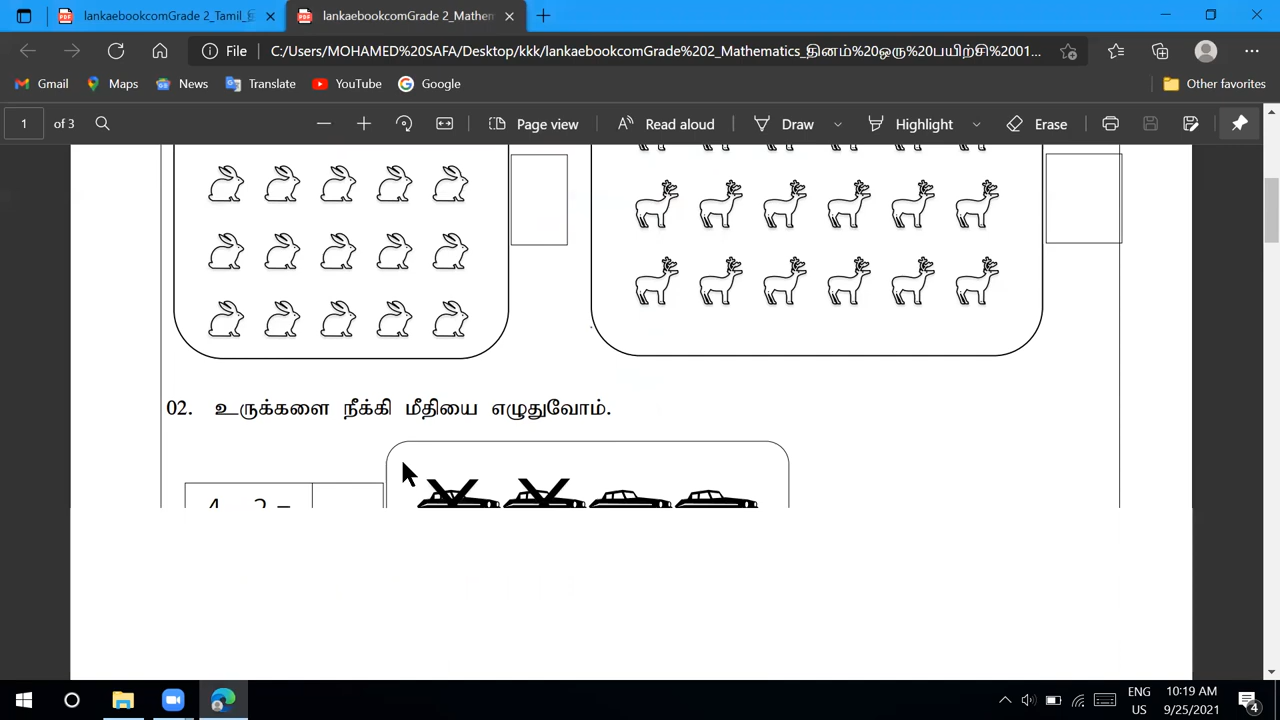 lankaebookcomGrade 2_Tamil_
lankaebookcomGrade 2_Mathem
File
C:/Users/MOHAMED%20SAFA/Desktop/kkk/lankaebookcomGrade%202_Mathematics_தினம்%20ஒரு%20பயிற்சி%2001...
Gmail
Maps
News
Translate
YouTube
Google
Other favorites
1 of 3
Page view
Read aloud
Draw
Highlight
Erase
02. உருக்களை நீக்கி மீதியை எழுதுவோம்.
ENG
US
10:19 AM
9/25/2021
4